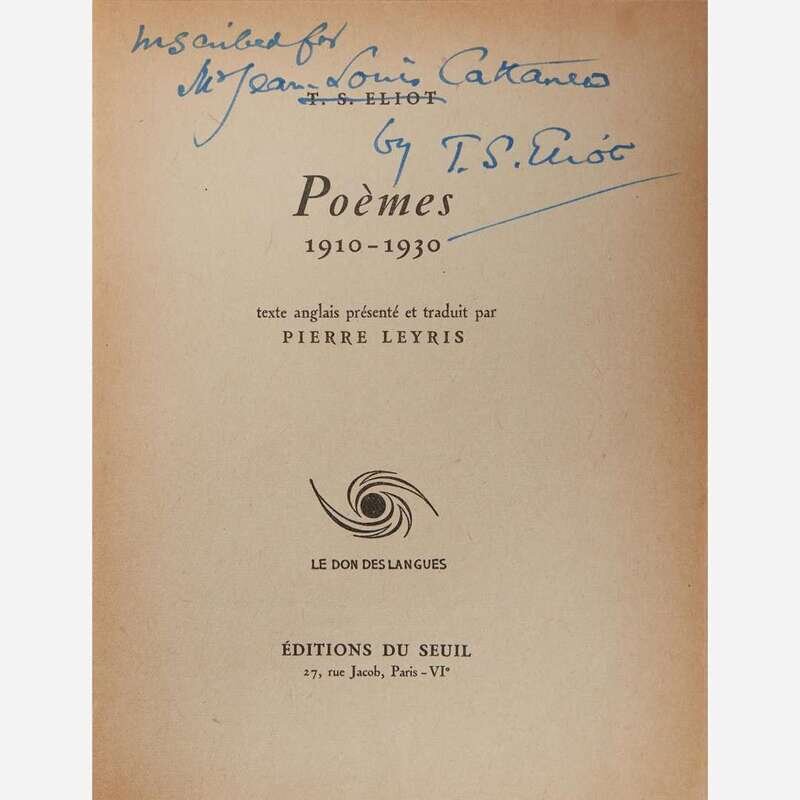 Inscribed for
Mr Jean-Louis Cattaneo
T. S. ELIOT
by T. S. Eliot
Poèmes
1910-1930
texte anglais présenté et traduit par
PIERRE LEYRIS
LE DON DES LANGUES
ÉDITIONS DU SEUIL
27, rue Jacob, Paris-VIe